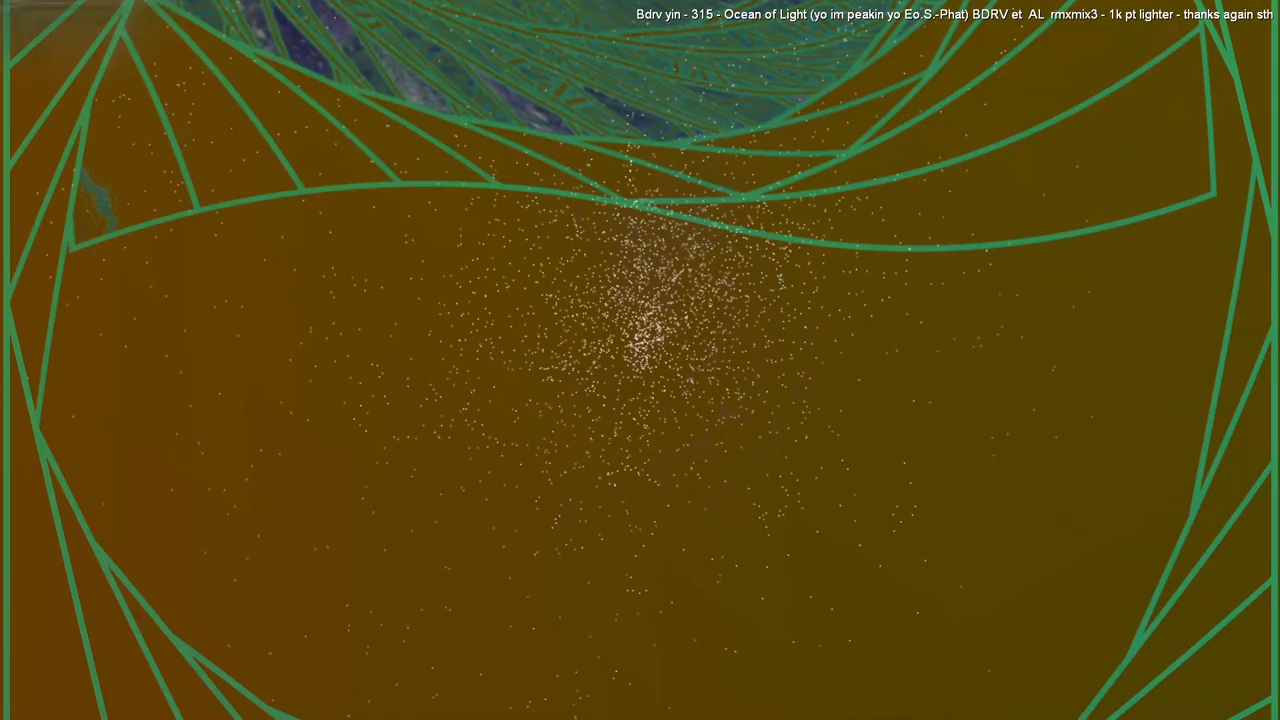 Bdrv yin - 315 - Ocean of Light (yo im peakin yo Eo.S.-Phat) BDRV et  AL  rmxmix3 - 1k pt lighter - thanks again sth